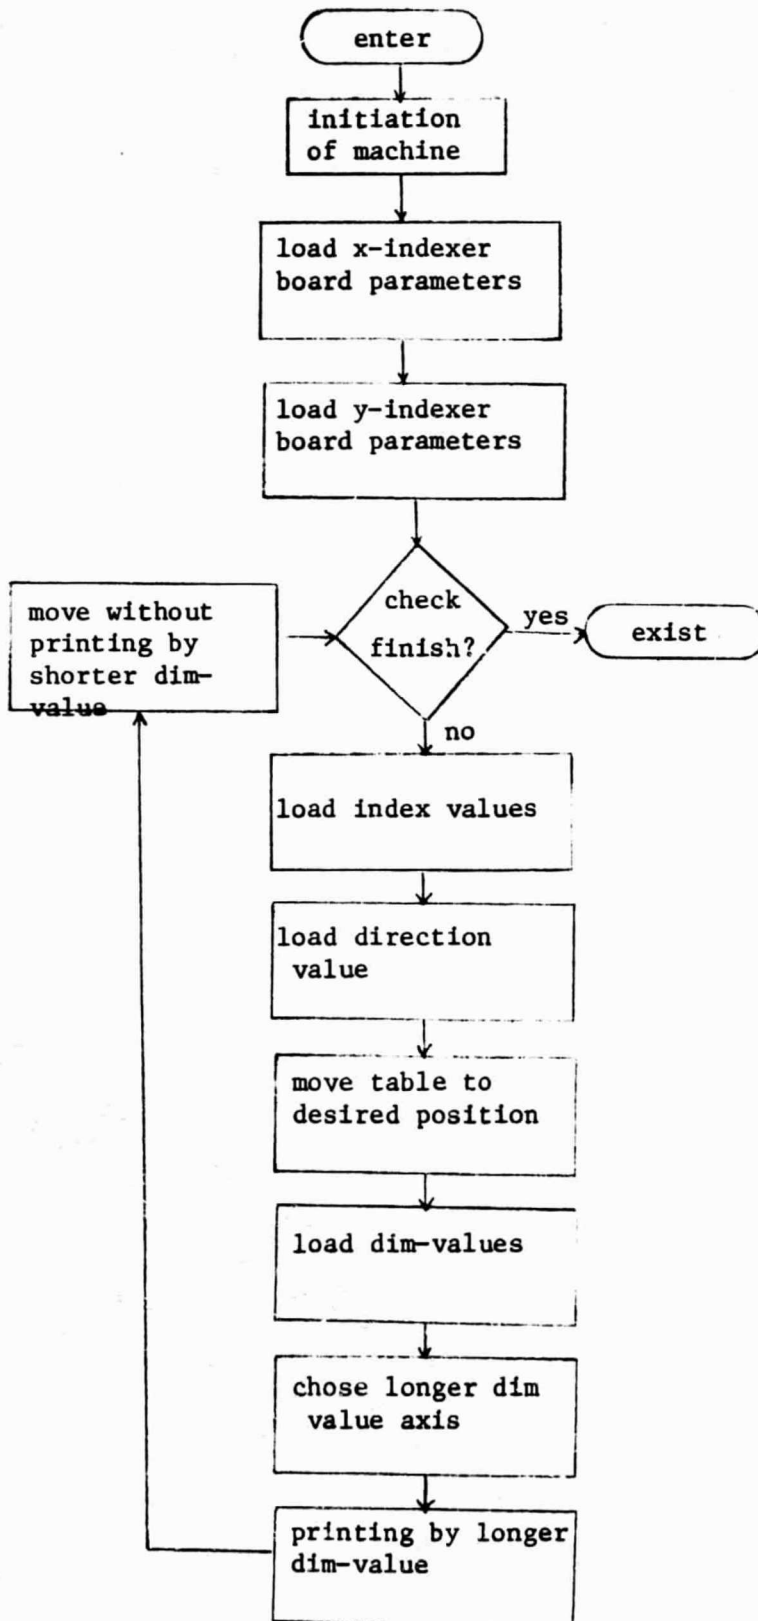 enter
initiation
of machine
load x-indexer
board parameters
load y-indexer
board parameters
check
finish?
yes
exist
move without
printing by
shorter dim-
value
no
load index values
load direction
value
move table to
desired position
load dim-values
chose longer dim
value axis
printing by longer
dim-value